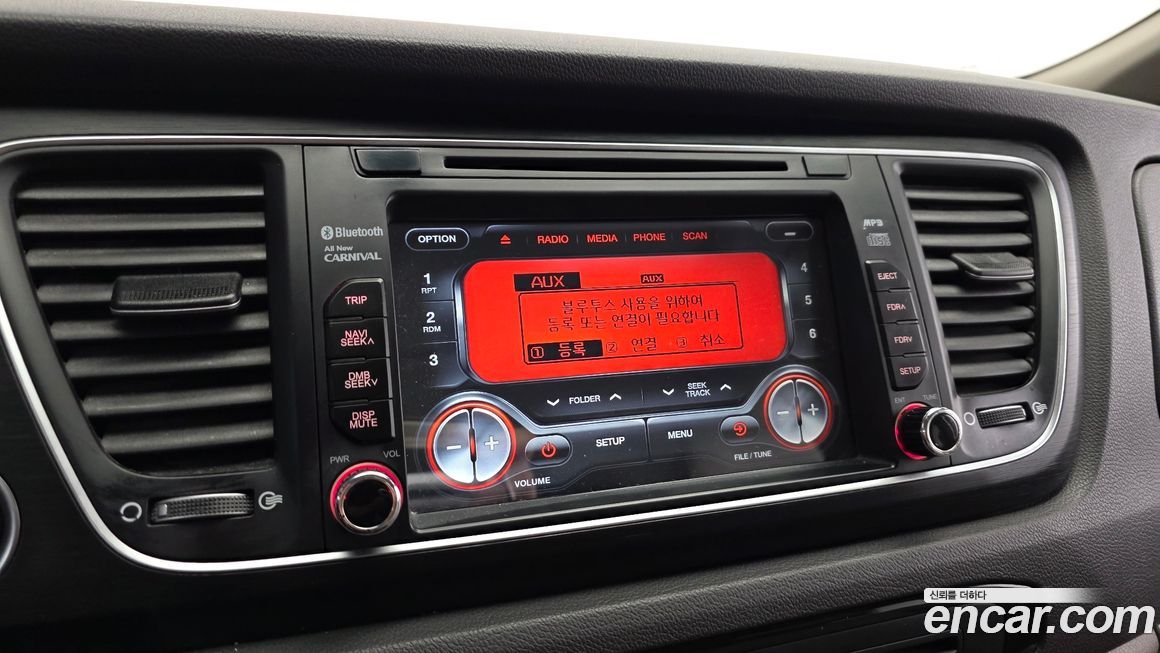 Bluetooth
All New
CARNIVAL
TRIP
NAVI
SEEK∧
DMB
SEEK∨
DISP
MUTE
PWR VOL
OPTION
RADIO MEDIA PHONE SCAN
1
RPT
2
RDM
3
4
5
6
AUX AUX
블루투스 사용을 위하여
등록 또는 연결이 필요합니다
① 등록 ② 연결 ③ 취소
∨ FOLDER ∧
∨ SEEK TRACK ∧
− +
SETUP
MENU
− +
VOLUME
FILE / TUNE
MP3
EJECT
FDR∧
FDR∨
SETUP
ENT TUNE
신뢰를 더하다
encar.com